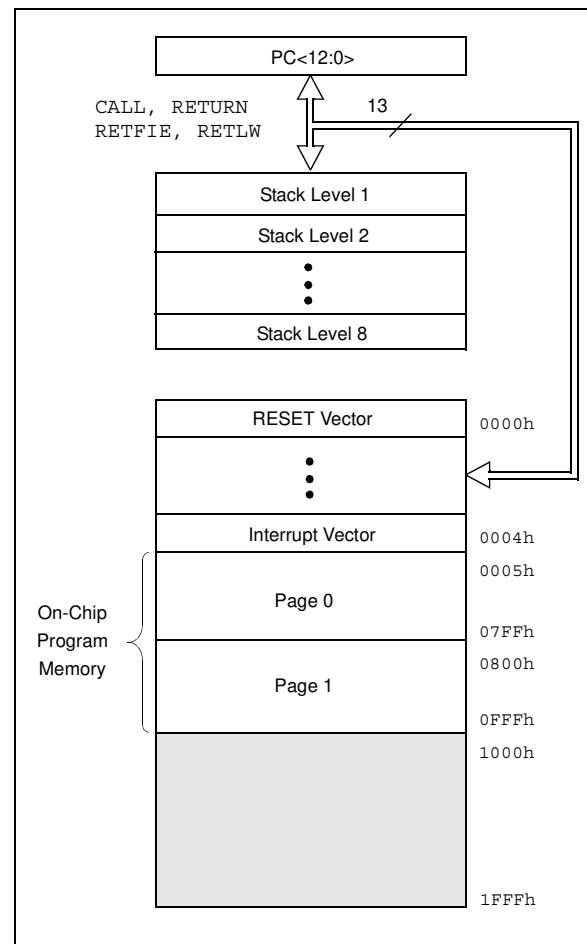 PC<12:0>
CALL, RETURN
RETFIE, RETLW
13
Stack Level 1
Stack Level 2
Stack Level 8
RESET Vector
0000h
Interrupt Vector
0004h
0005h
On-Chip
Program
Memory
Page 0
07FFh
0800h
Page 1
0FFFh
1000h
1FFFh